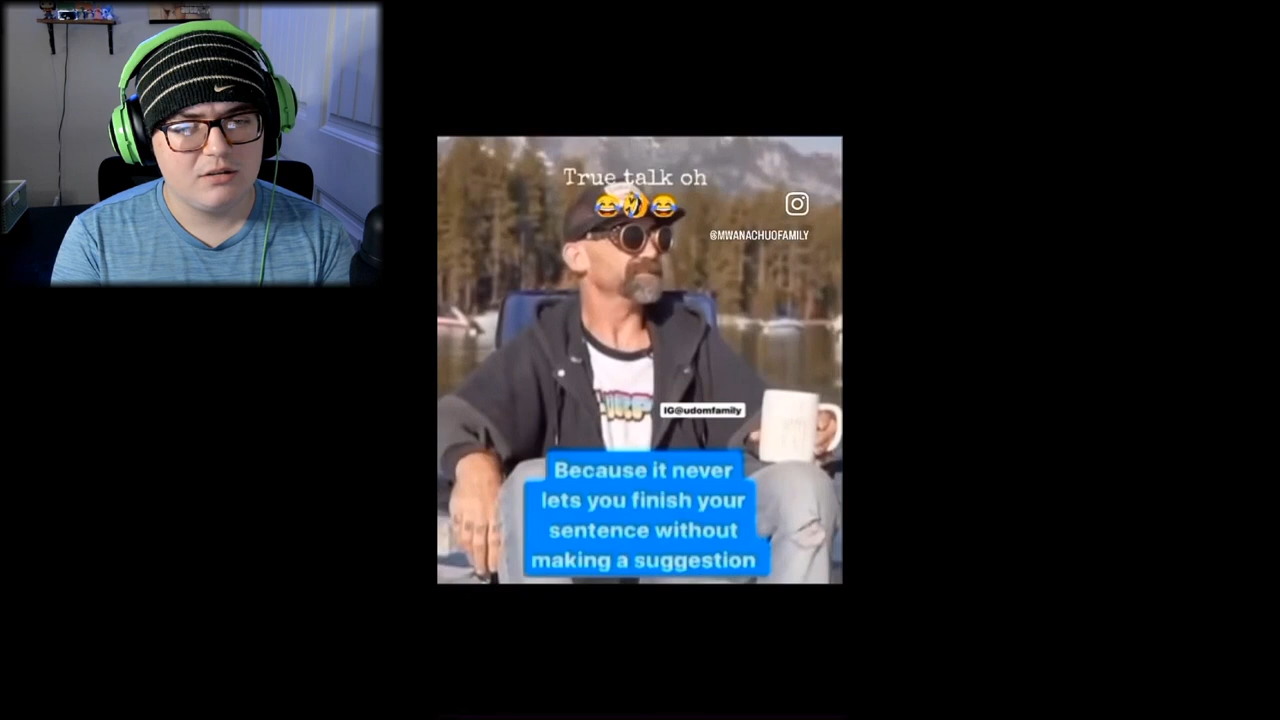 True talk oh
@MWANACHUOFAMILY
IG@udomfamily
Because it never
lets you finish your
sentence without
making a suggestion